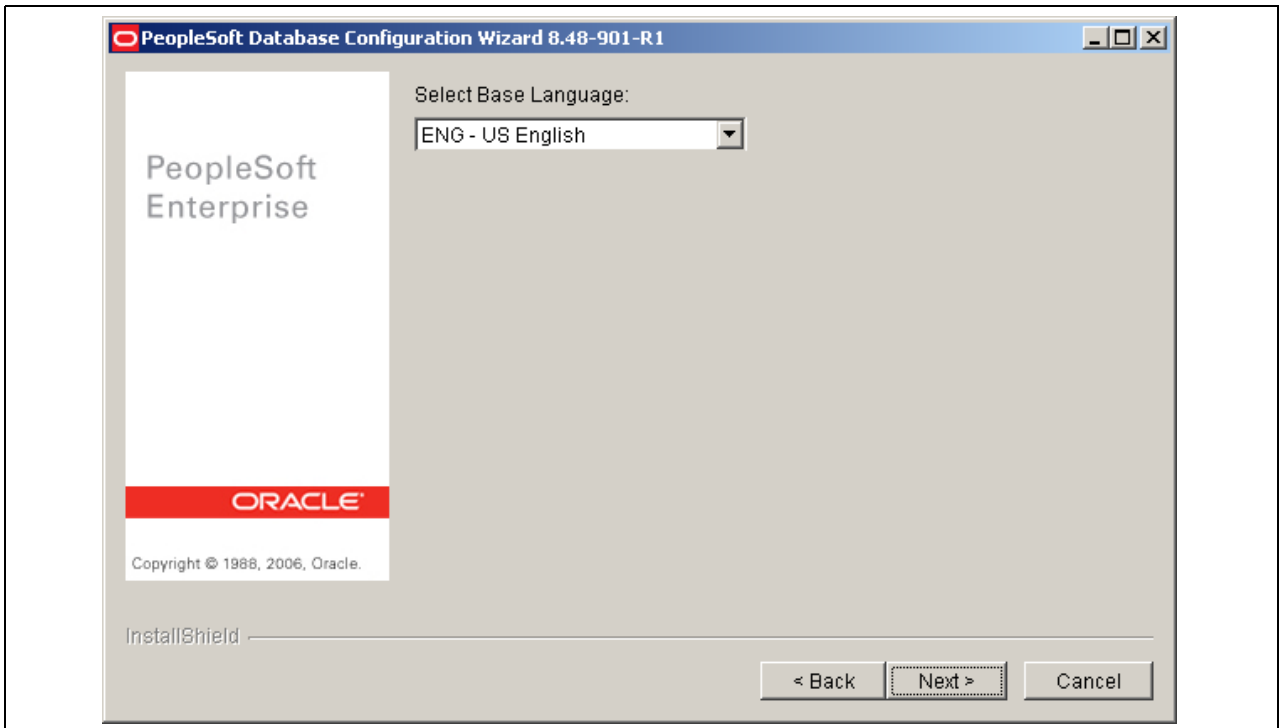 PeopleSoft Database Configuration Wizard 8.48-901-R1
Select Base Language:
ENG - US English
PeopleSoft
Enterprise
ORACLE
Copyright © 1988, 2006, Oracle.
InstallShield
< Back
Next >
Cancel